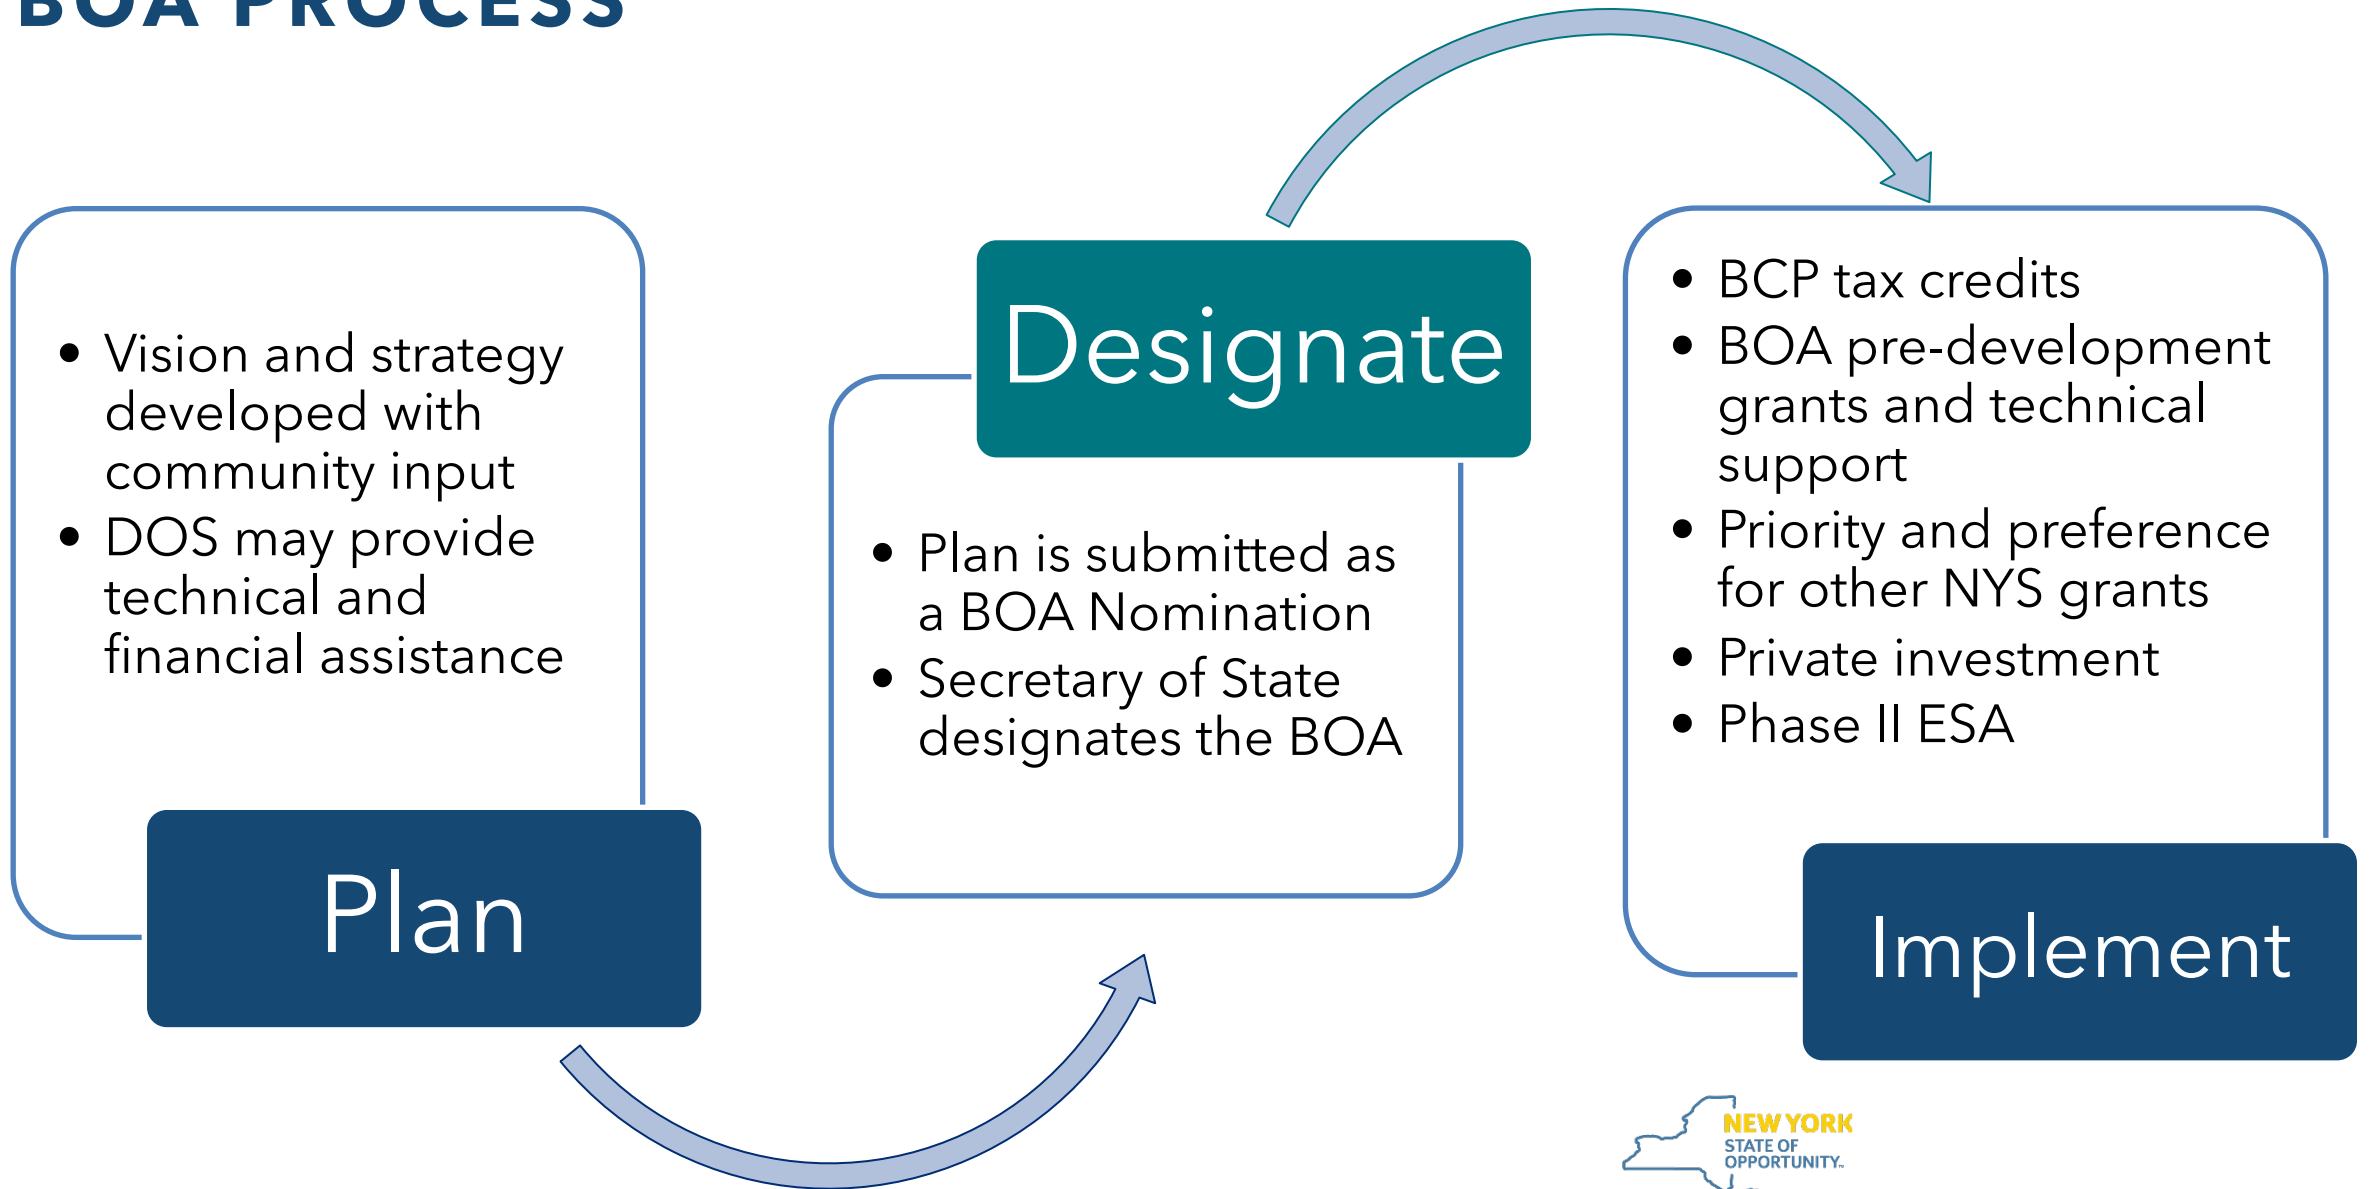 BOA PROCESS
• Vision and strategy
developed with
community input
• DOS may provide
technical and
financial assistance
Plan
Designate
• Plan is submitted as
a BOA Nomination
• Secretary of State
designates the BOA
• BCP tax credits
• BOA pre-development
grants and technical
support
• Priority and preference
for other NYS grants
• Private investment
• Phase II ESA
Implement
NEW YORK
STATE OF
OPPORTUNITY™